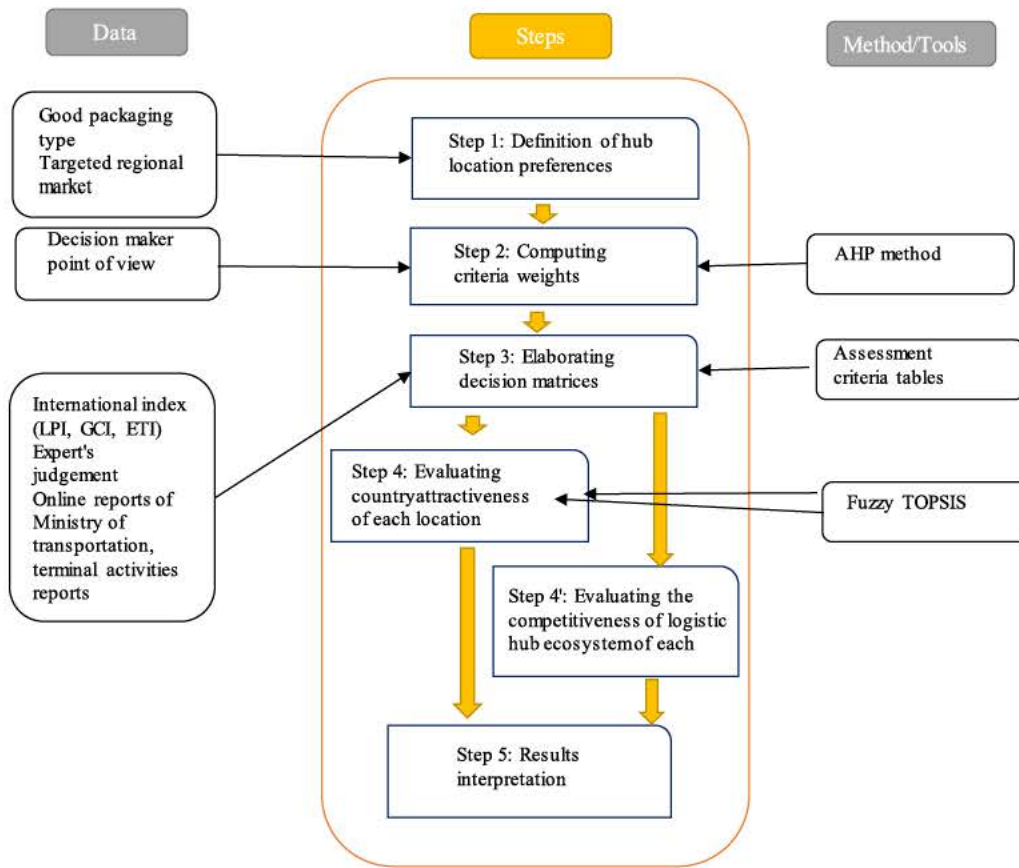 Data
Steps
Method/Tools
Good packaging
type
Targeted regional
market
Step 1: Definition of hub
location preferences
Decision maker
point of view
Step 2: Computing
criteria weights
AHP method
Step 3: Elaborating
decision matrices
Assessment
criteria tables
International index
(LPI, GCI, ETI)
Expert's
judgement
Online reports of
Ministry of
transportation,
terminal activities
reports
Step 4: Evaluating
countryattractiveness
of each location
Fuzzy TOPSIS
Step 4': Evaluating the
competitiveness of logistic
hub ecosystem of each
Step 5: Results
interpretation